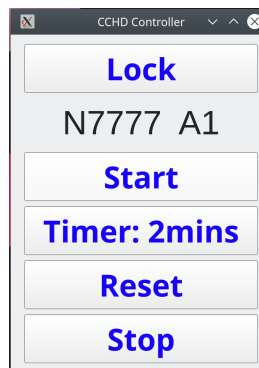 CCHD Controller
Lock
N7777 A1
Start
Timer: 2mins
Reset
Stop